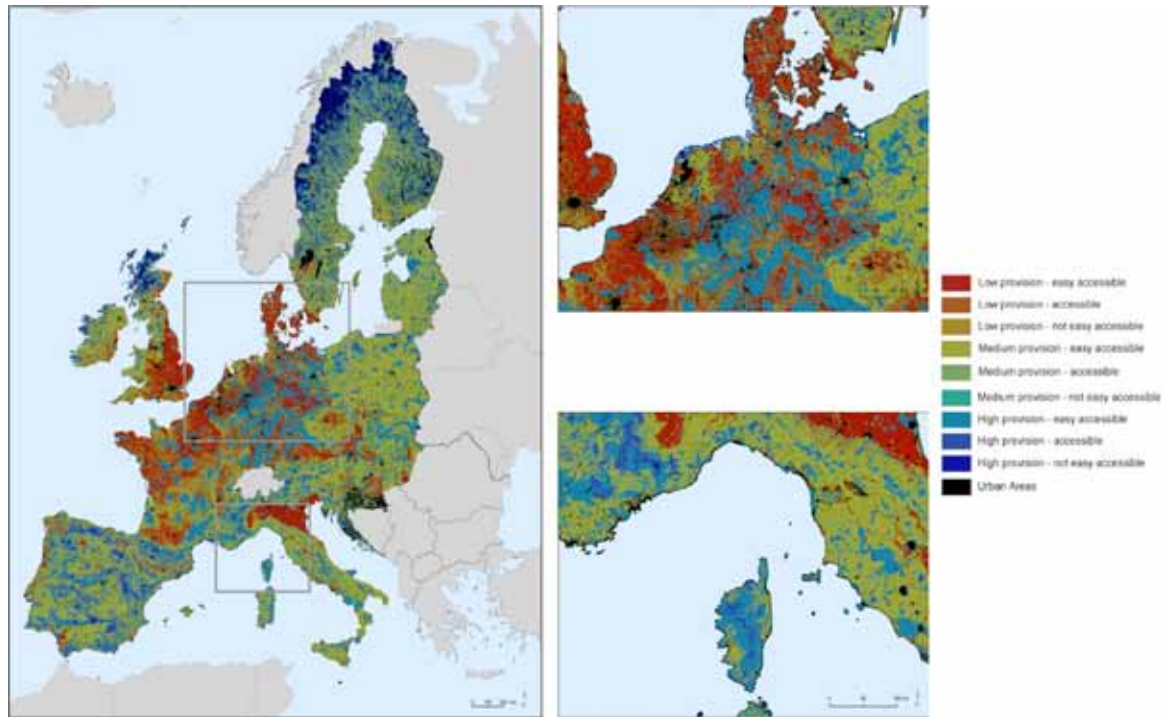 Low provision - easy accessible
Low provision - accessible
Low provision - not easy accessible
Medium provision - easy accessible
Medium provision - accessible
Medium provision - not easy accessible
High provision - easy accessible
High provision - accessible
High provision - not easy accessible
Urban Areas